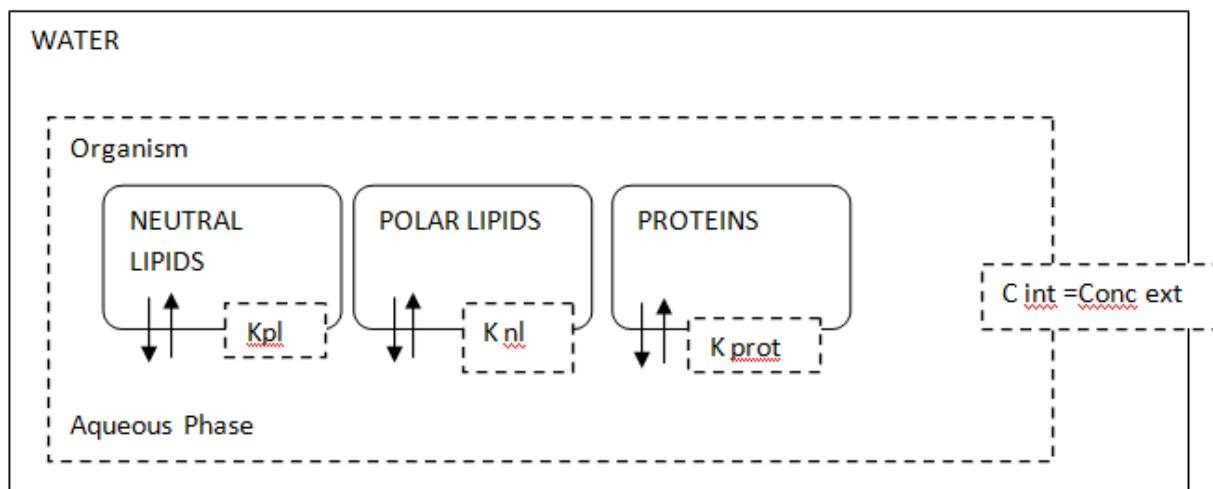 WATER
Organism
NEUTRAL
LIPIDS
POLAR LIPIDS
PROTEINS
C int =Conc ext
Kpl
K nl
K prot
Aqueous Phase